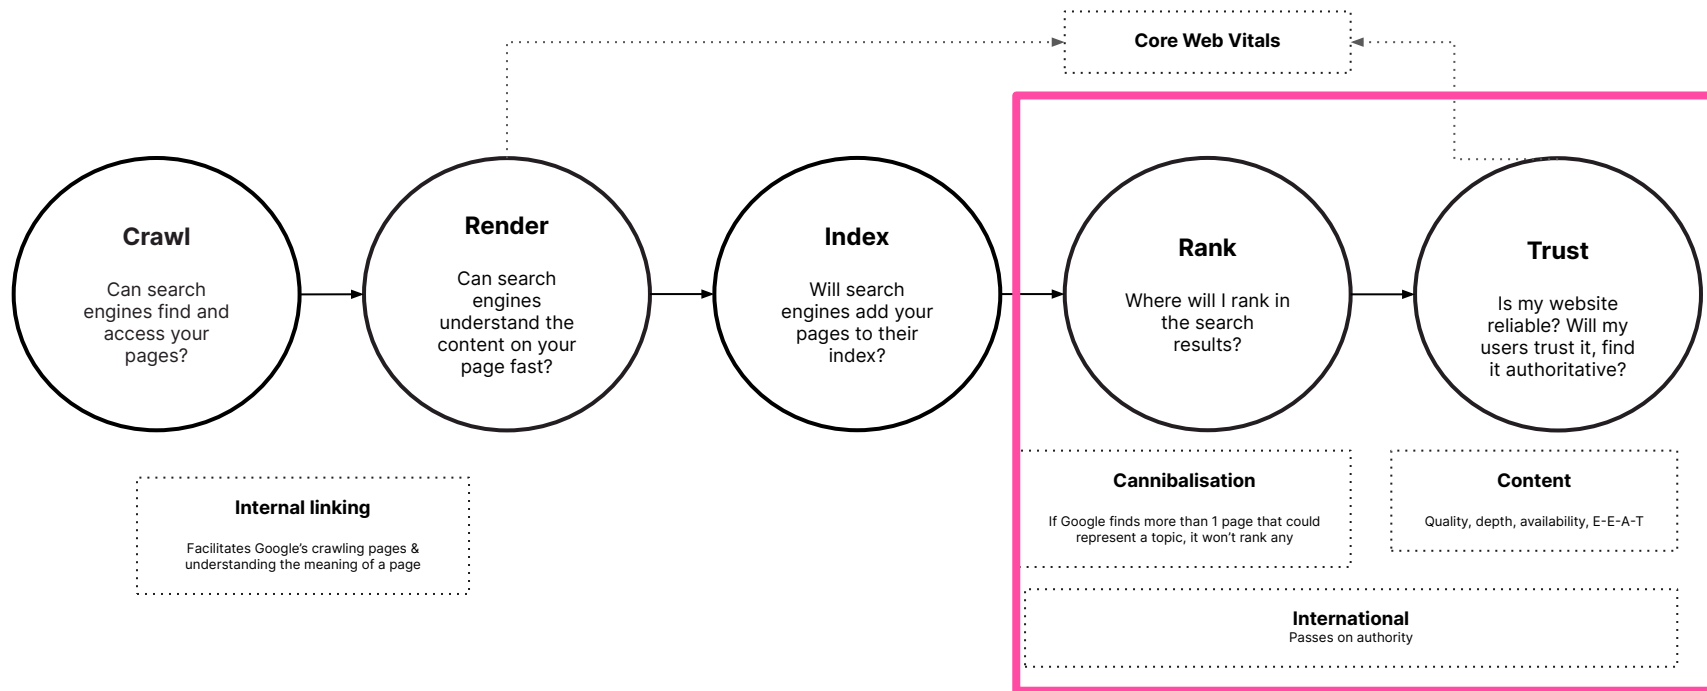 Core Web Vitals
Crawl
Can search
engines find and
access your
pages?
Render
Can search
engines
understand the
content on your
page fast?
Index
Will search
engines add your
pages to their
index?
Rank
Where will I rank in
the search
results?
Trust
Is my website
reliable? Will my
users trust it, find
it authoritative?
Internal linking
Facilitates Google's crawling pages &
understanding the meaning of a page
Cannibalisation
If Google finds more than 1 page that could
represent a topic, it won't rank any
Content
Quality, depth, availability, E-E-A-T
International
Passes on authority